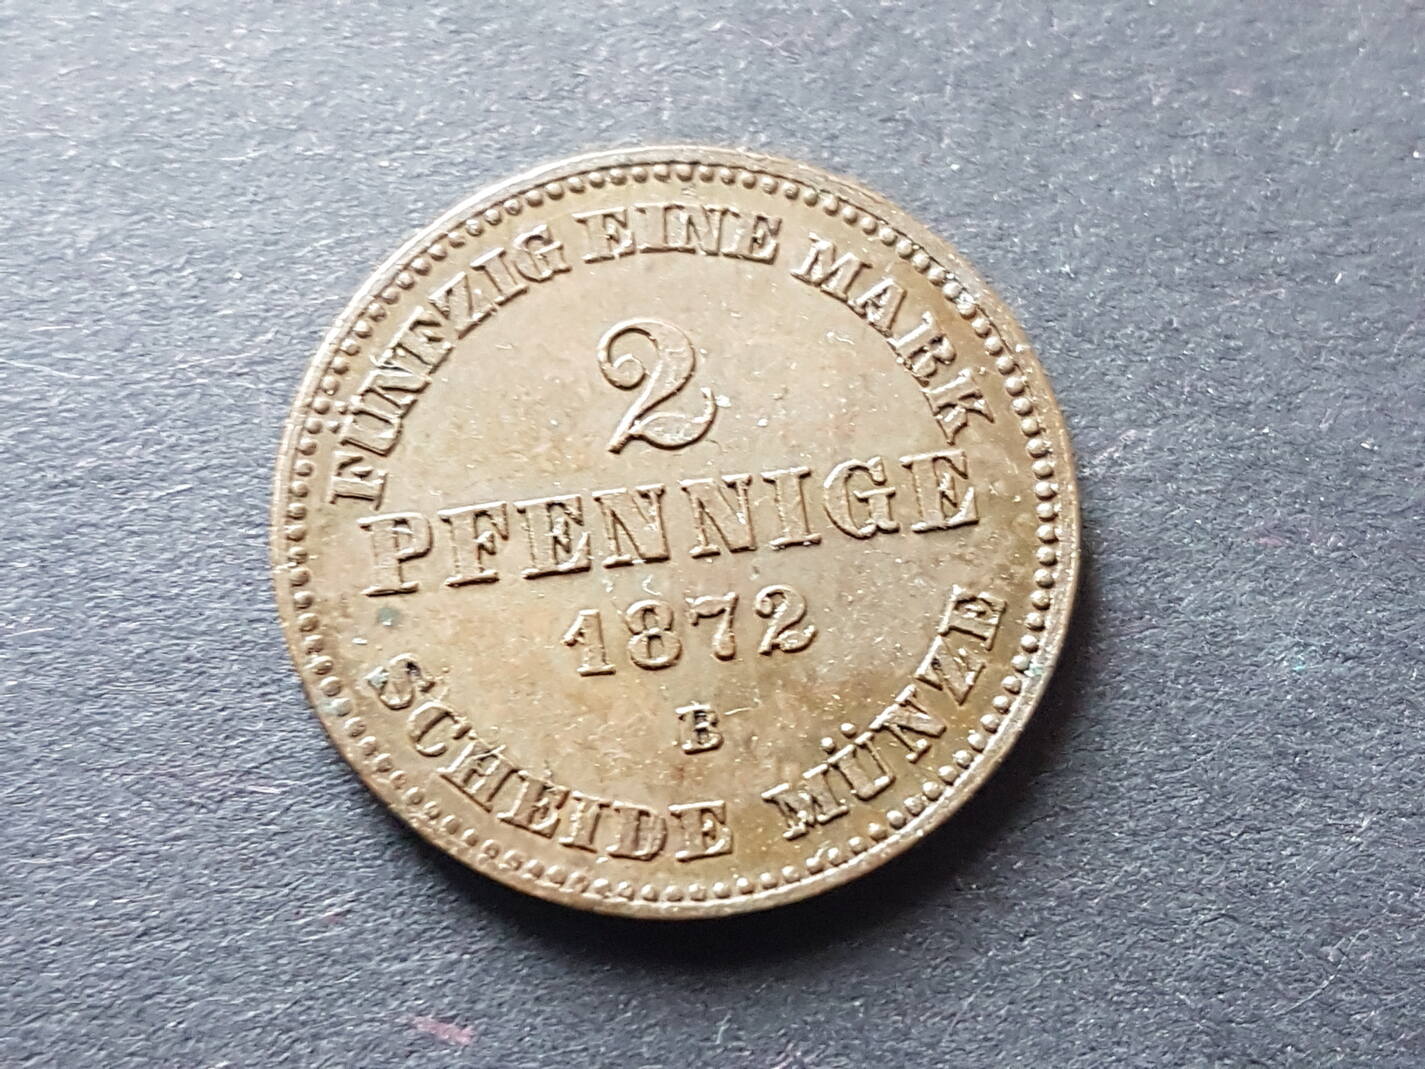 FÜNFZIG EINE MARK
2
PFENNIGE
1872
B
SCHEIDE MÜNZE